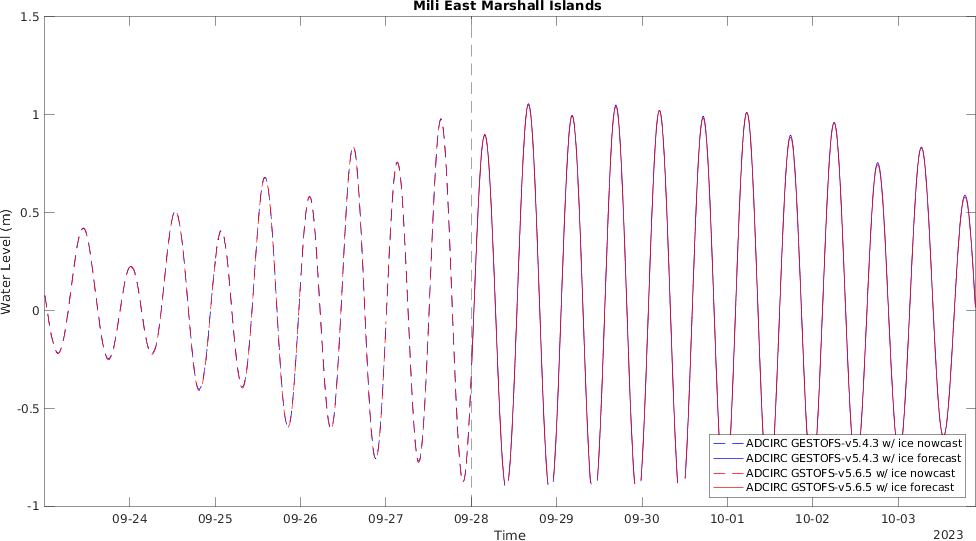 Mili East Marshall Islands
1.5
1
0.5
0
-0.5
-1
Water Level (m)
ADCIRC GESTOFS-v5.4.3 w/ ice nowcast
ADCIRC GESTOFS-v5.4.3 w/ ice forecast
ADCIRC GSTOFS-v5.6.5 w/ ice nowcast
ADCIRC GSTOFS-v5.6.5 w/ ice forecast
09-24 09-25 09-26 09-27 09-28 09-29 09-30 10-01 10-02 10-03
Time
2023